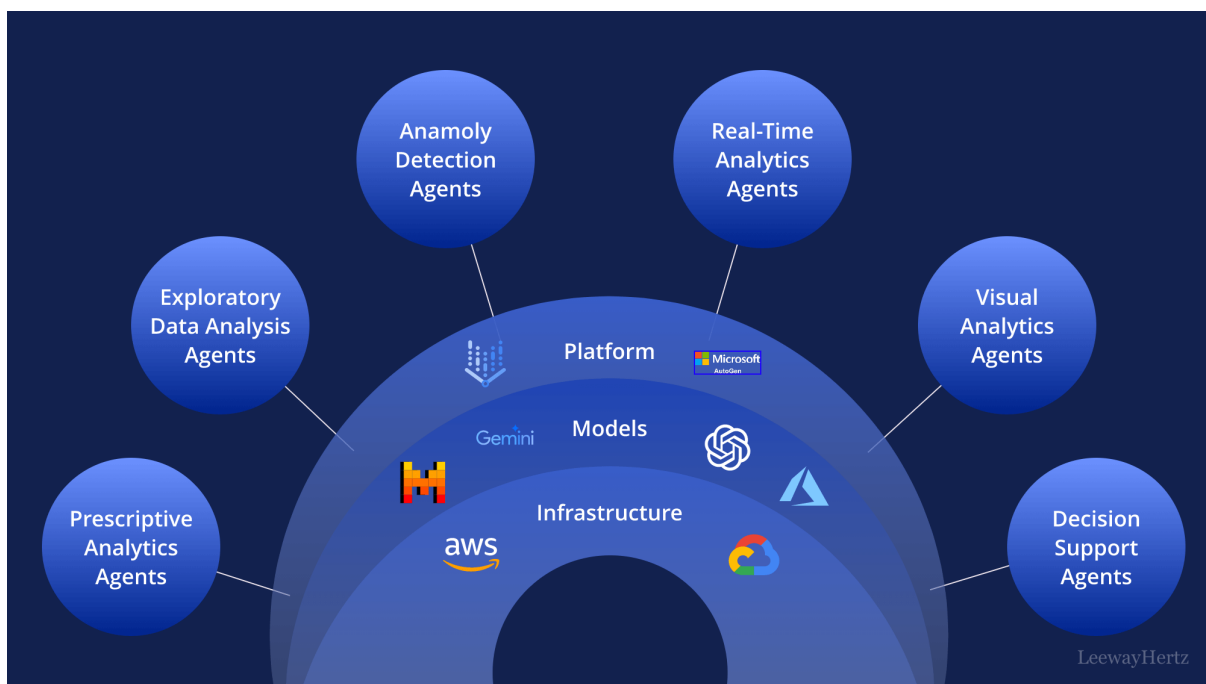 Anamoly
Detection
Agents
Real-Time
Analytics
Agents
Exploratory
Data Analysis
Agents
Visual
Analytics
Agents
Platform
Microsoft
AutoGen
Models
Gemini
Prescriptive
Analytics
Agents
Infrastructure
aws
Decision
Support
Agents
LeewayHertz